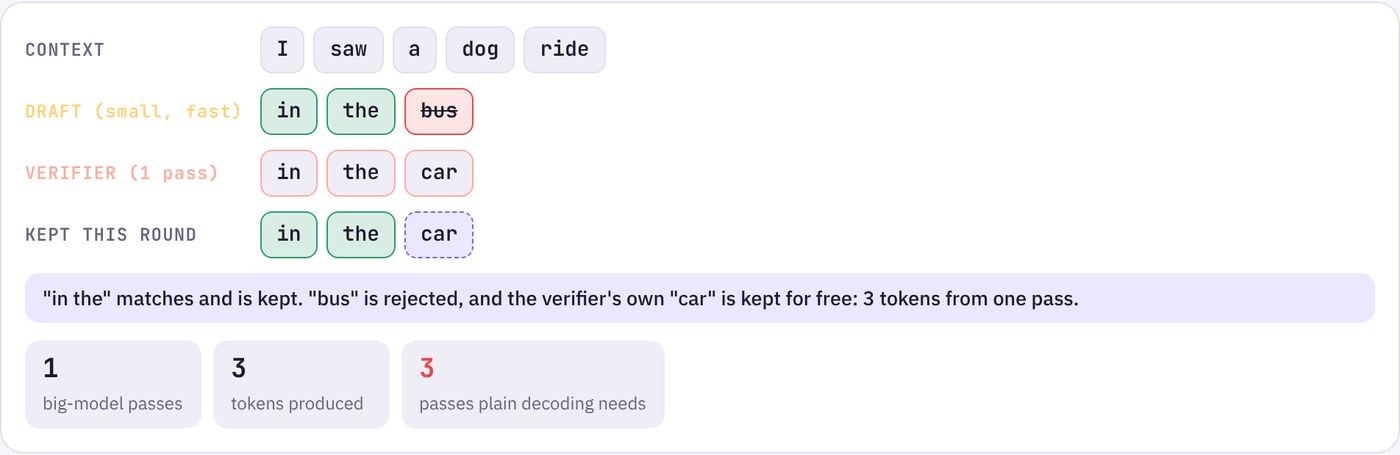 CONTEXT I saw a dog ride
DRAFT (small, fast) in the bus
VERIFIER (1 pass) in the car
KEPT THIS ROUND in the car
"in the" matches and is kept. "bus" is rejected, and the verifier's own "car" is kept for free: 3 tokens from one pass.
1 3 3
big-model passes tokens produced passes plain decoding needs